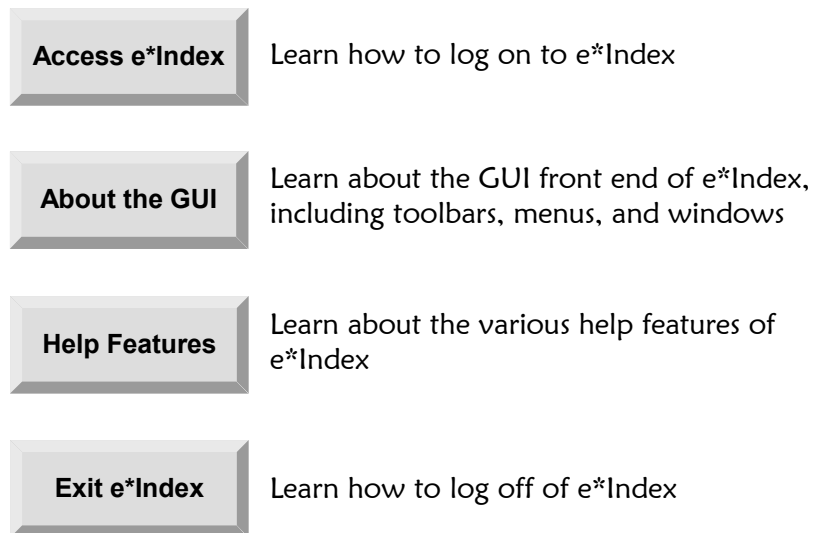 Access e*Index
Learn how to log on to e*Index
About the GUI
Learn about the GUI front end of e*Index,
including toolbars, menus, and windows
Help Features
Learn about the various help features of
e*Index
Exit e*Index
Learn how to log off of e*Index